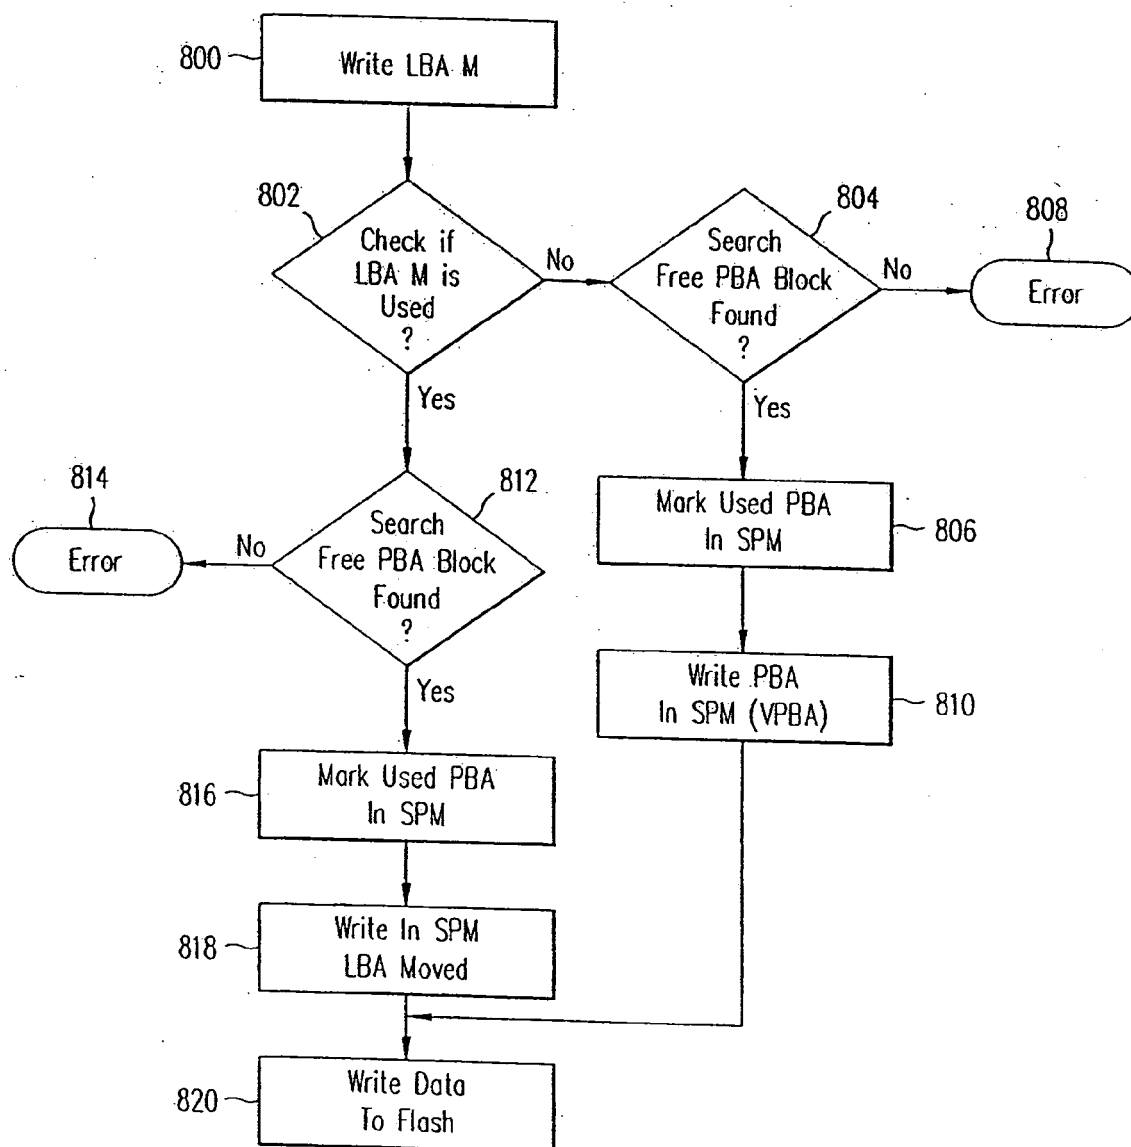 800
Write LBA M
802
Check if
LBA M is
Used
?
No
Yes
804
Search
Free PBA Block
Found
?
No
Yes
808
Error
Mark Used PBA
In SPM
806
Write PBA
In SPM (VPBA)
810
812
Search
Free PBA Block
Found
?
No
Yes
814
Error
816
Mark Used PBA
In SPM
818
Write In SPM
LBA Moved
820
Write Data
To Flash